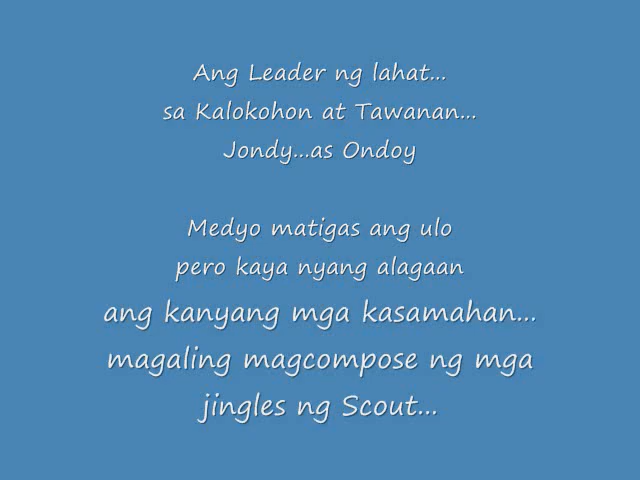 Ang Leader ng lahat...
sa Kalokohon at Tawanan...
Jondy...as Ondoy
Medyo matigas ang ulo
pero kaya nyang alagaan
ang kanyang mga kasamahan...
magaling magcompose ng mga
jingles ng Scout...